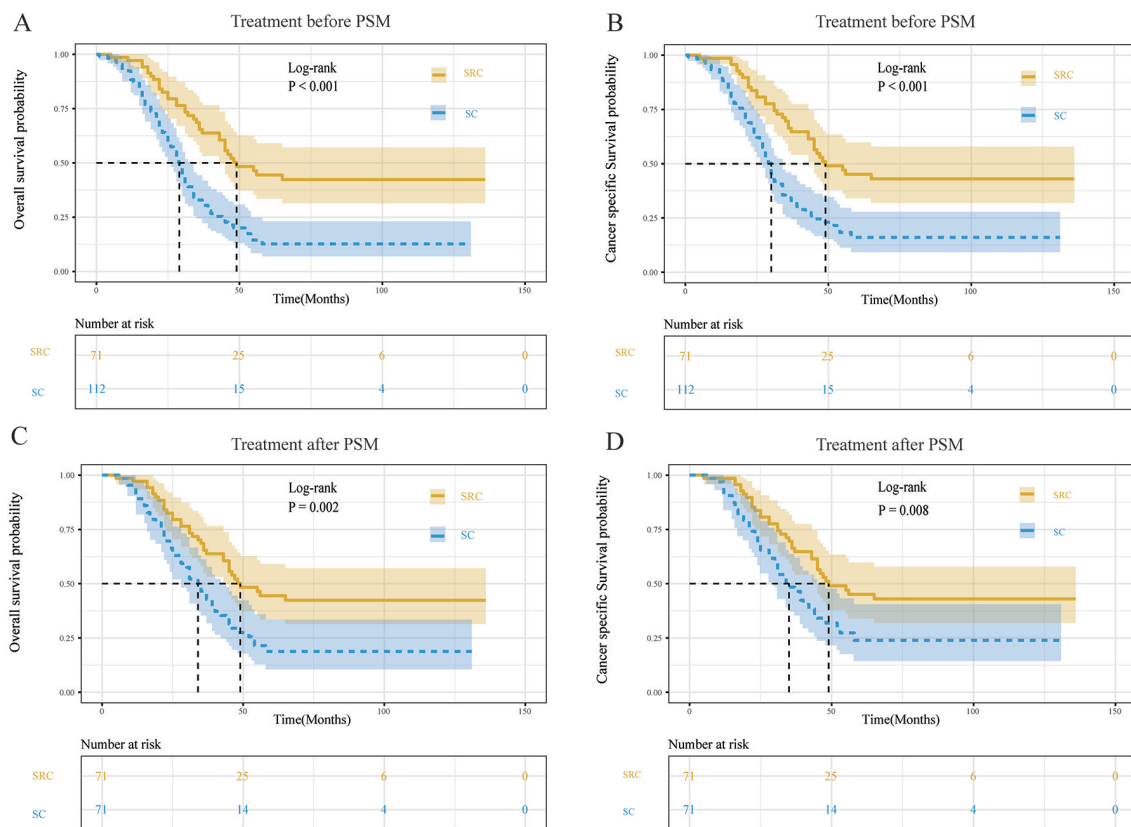 A
Treatment before PSM
Overall survival probability
1.00
0.75
0.50
0.25
0.00
Log-rank
P < 0.001
SRC
SC
0
50
100
150
Time(Months)
Number at risk
SRC
71
25
6
0
SC
112
15
4
0
B
Treatment before PSM
Cancer specific Survival probability
1.00
0.75
0.50
0.25
0.00
Log-rank
P < 0.001
SRC
SC
0
50
100
150
Time(Months)
Number at risk
SRC
71
25
6
0
SC
112
15
4
0
C
Treatment after PSM
Overall survival probability
1.00
0.75
0.50
0.25
0.00
Log-rank
P = 0.002
SRC
SC
0
50
100
150
Time(Months)
Number at risk
SRC
71
25
6
0
SC
71
14
4
0
D
Treatment after PSM
Cancer specific Survival probability
1.00
0.75
0.50
0.25
0.00
Log-rank
P = 0.008
SRC
SC
0
50
100
150
Time(Months)
Number at risk
SRC
71
25
6
0
SC
71
14
4
0